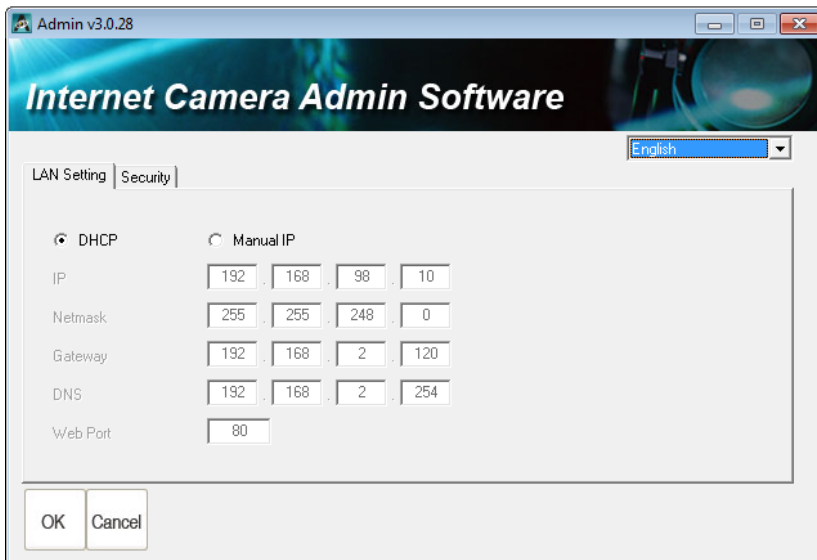 Admin v3.0.28
Internet Camera Admin Software
English
LAN Setting Security
DHCP Manual IP
IP 192 . 168 . 98 . 10
Netmask 255 . 255 . 248 . 0
Gateway 192 . 168 . 2 . 120
DNS 192 . 168 . 2 . 254
Web Port 80
OK Cancel